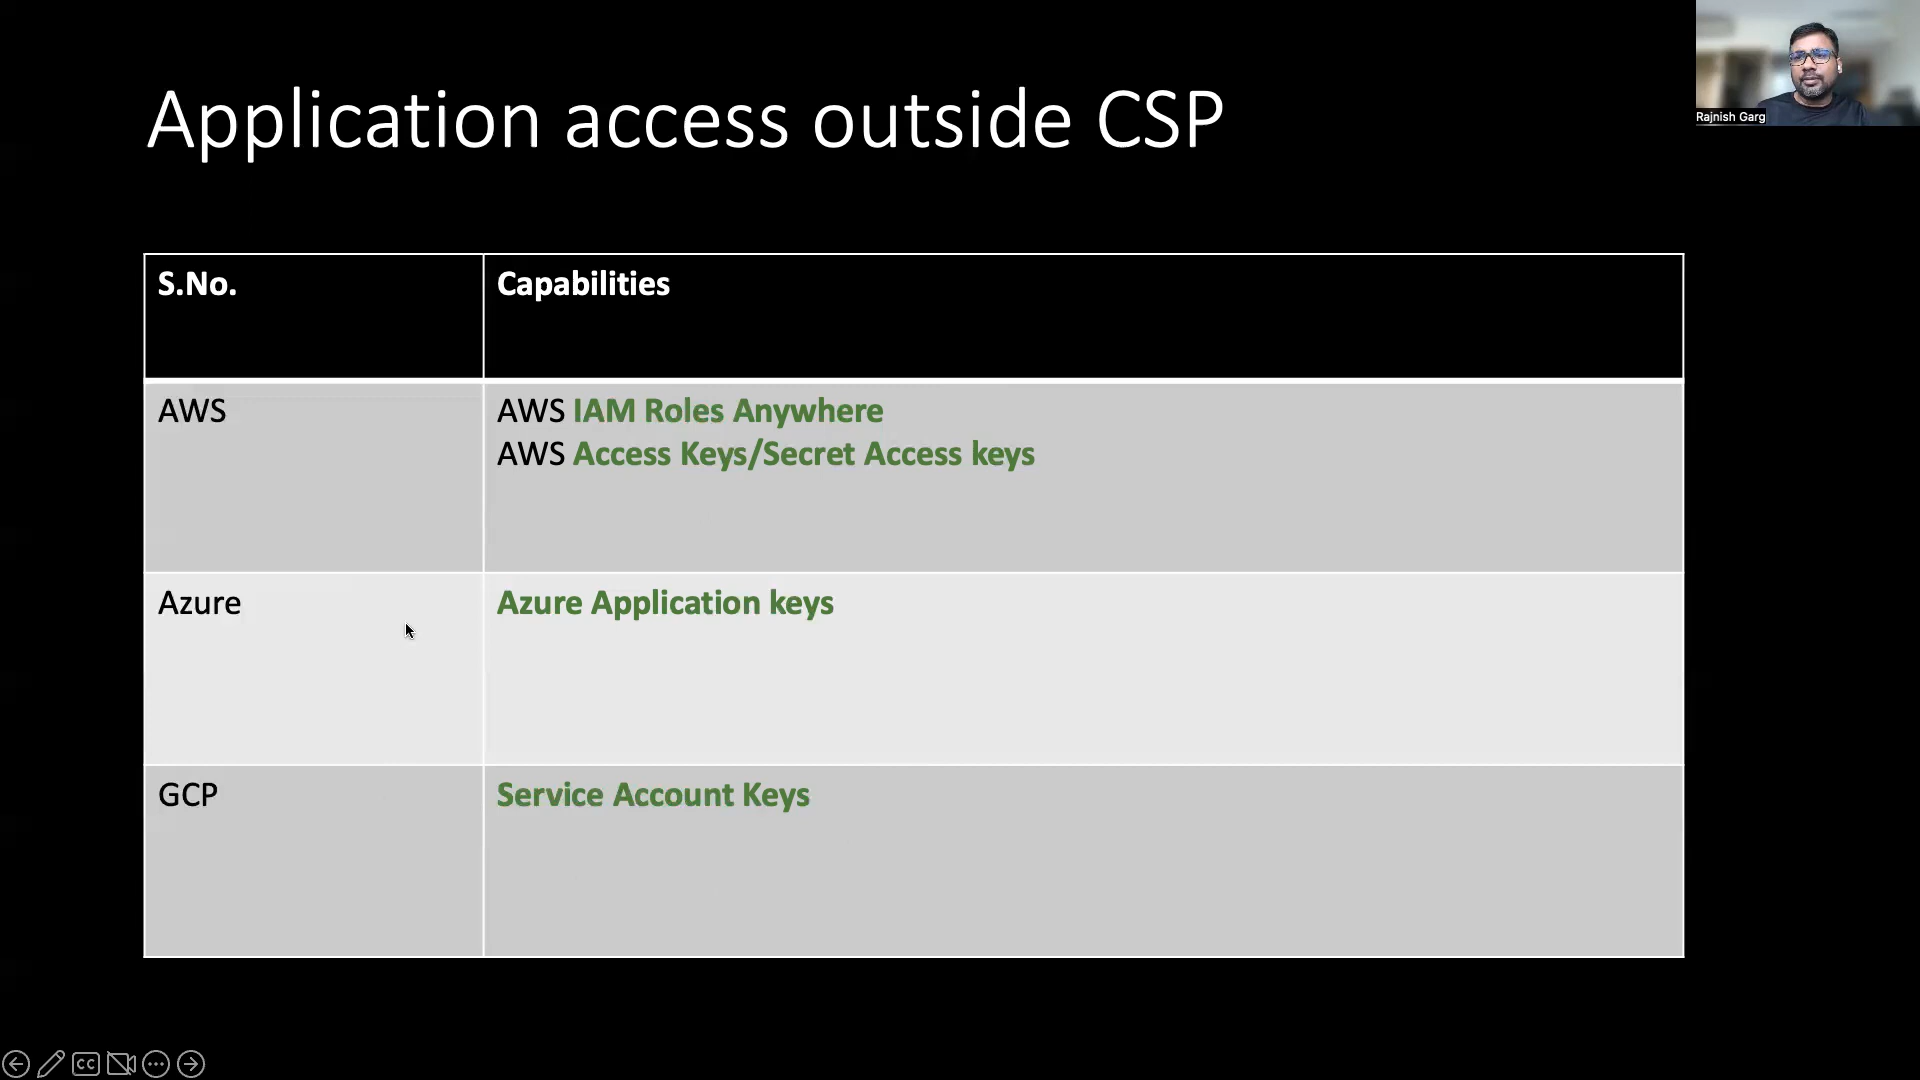 Application access outside CSP
Rajnish Garg
S.No.
Capabilities
AWS
AWS IAM Roles Anywhere
AWS Access Keys/Secret Access keys
Azure
Azure Application keys
GCP
Service Account Keys
CC